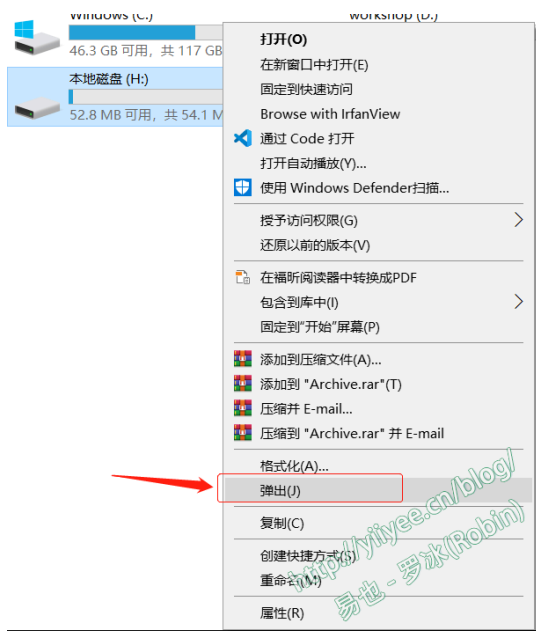 Windows (C:)
workshop (D:)
46.3 GB 可用，共 117 GB
本地磁盘 (H:)
52.8 MB 可用，共 54.1 M
打开(O)
在新窗口中打开(E)
固定到快速访问
Browse with IrfanView
通过 Code 打开
打开自动播放(Y)...
使用 Windows Defender扫描...
授予访问权限(G)
还原以前的版本(V)
在福昕阅读器中转换成PDF
包含到库中(I)
固定到"开始"屏幕(P)
添加到压缩文件(A)...
添加到 "Archive.rar"(T)
压缩并 E-mail...
压缩到 "Archive.rar" 并 E-mail
格式化(A)...
弹出(J)
复制(C)
创建快捷方式(S)
重命名(M)
属性(R)
http://yiiyee.cn/blog/
易也 - 罗冰(Robin)